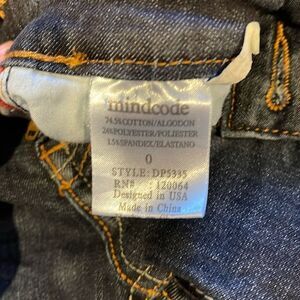 mindcode
74.5%COTTON/ALGODON
24%POLYESTER/POLIESTER
1.5%SPANDEX/ELASTANO
0
STYLE: DP5335
RN# : 120064
Designed in USA
Made in China